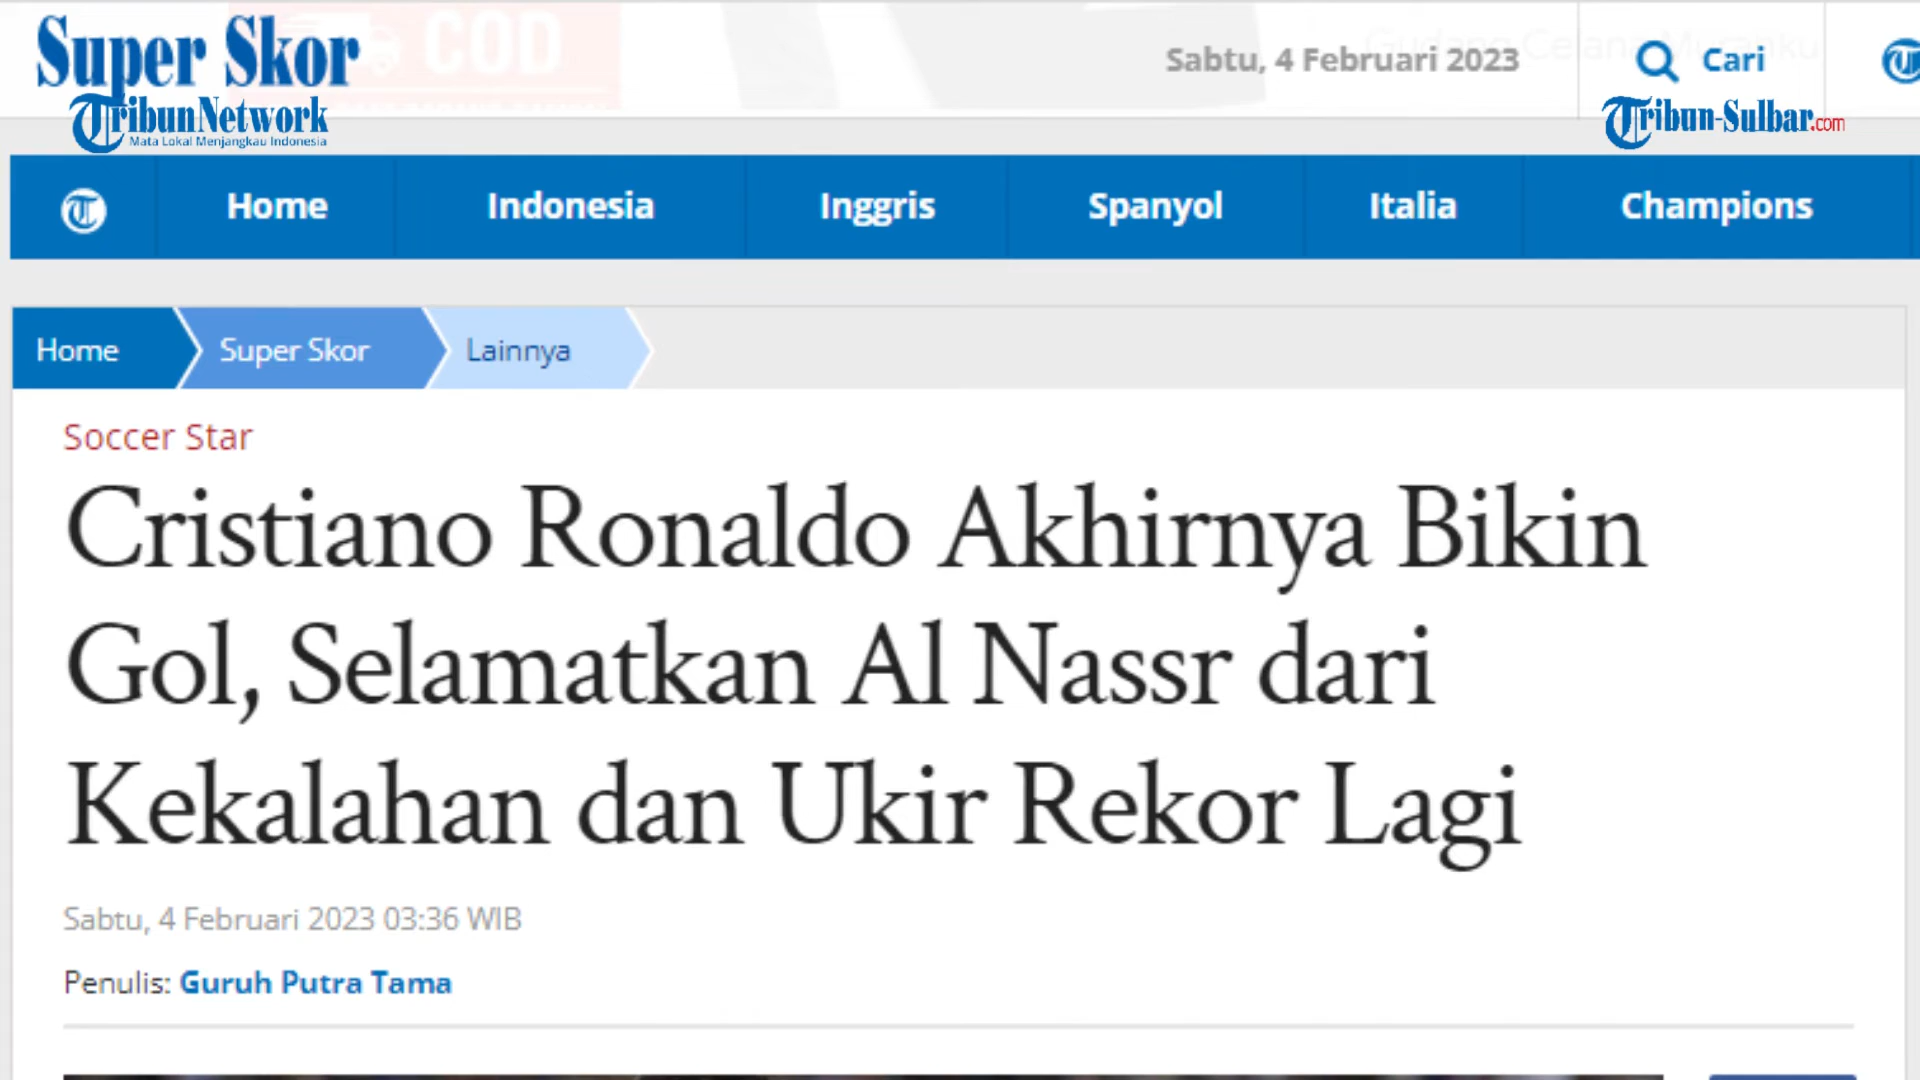 Super Skor
COD
TribunNetwork
Mata Lokal Menjangkau Indonesia
Sabtu, 4 Februari 2023
Cari
Tribun-Sulbar.com
Home
Indonesia
Inggris
Spanyol
Italia
Champions
Home
Super Skor
Lainnya
Soccer Star
Cristiano Ronaldo Akhirnya Bikin
Gol, Selamatkan Al Nassr dari
Kekalahan dan Ukir Rekor Lagi
Sabtu, 4 Februari 2023 03:36 WIB
Penulis: Guruh Putra Tama